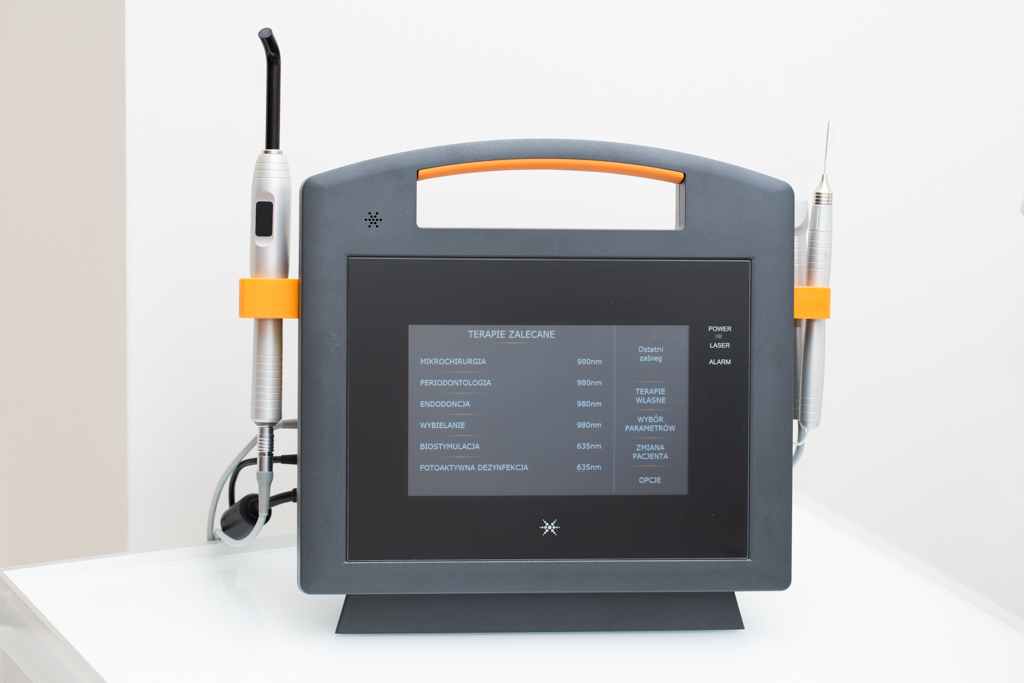 TERAPIE ZALECANE
MIKROCHIRURGIA 980nm
PERIODONTOLOGIA 980nm
ENDODONCJA 980nm
WYBIELANIE 980nm
BIOSTYMULACJA 635nm
FOTOAKTYWNA DEZYNFEKCJA 635nm
Ostatni
zabieg
TERAPIE
WŁASNE
WYBÓR
PARAMETRÓW
ZMIANA
PACJENTA
OPCJE
POWER
LASER
ALARM